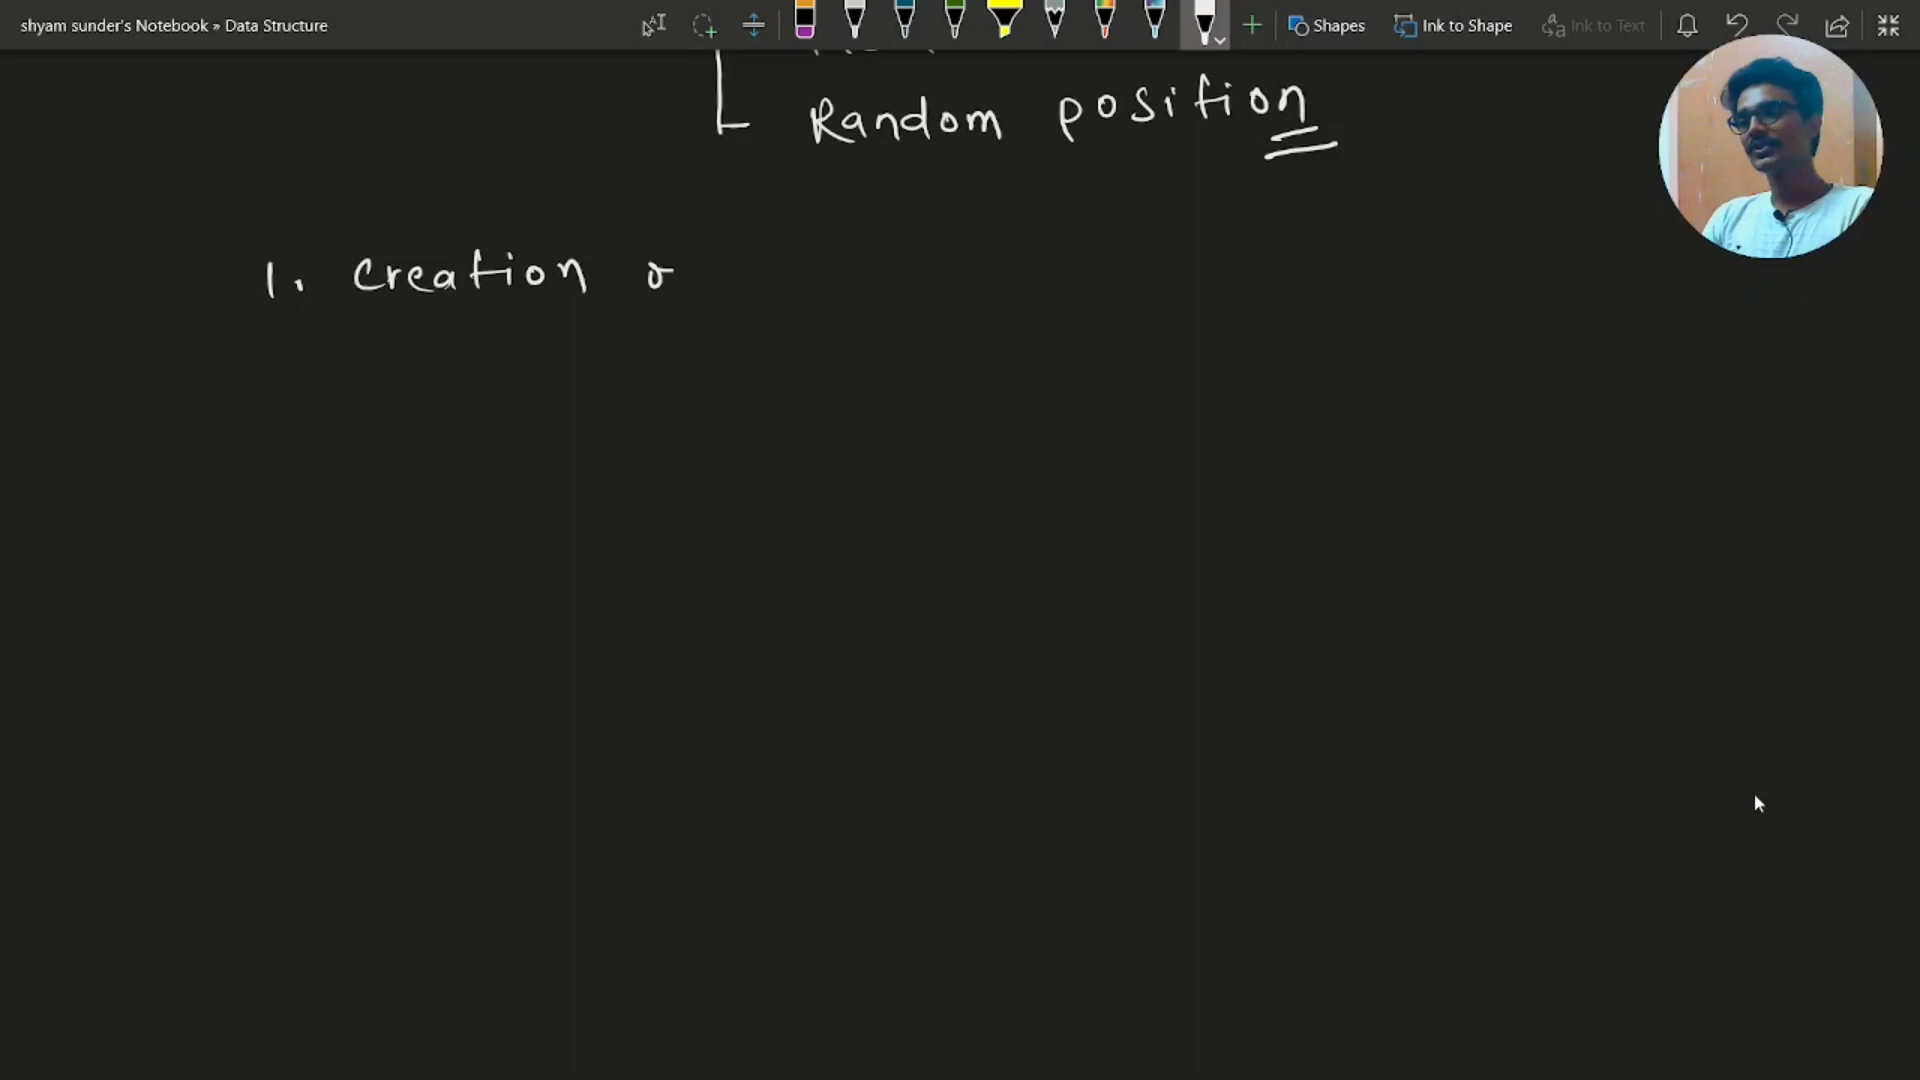 shyam sunder's Notebook » Data Structure
Shapes
Ink to Shape
Ink to Text
Random position
1. Creation o